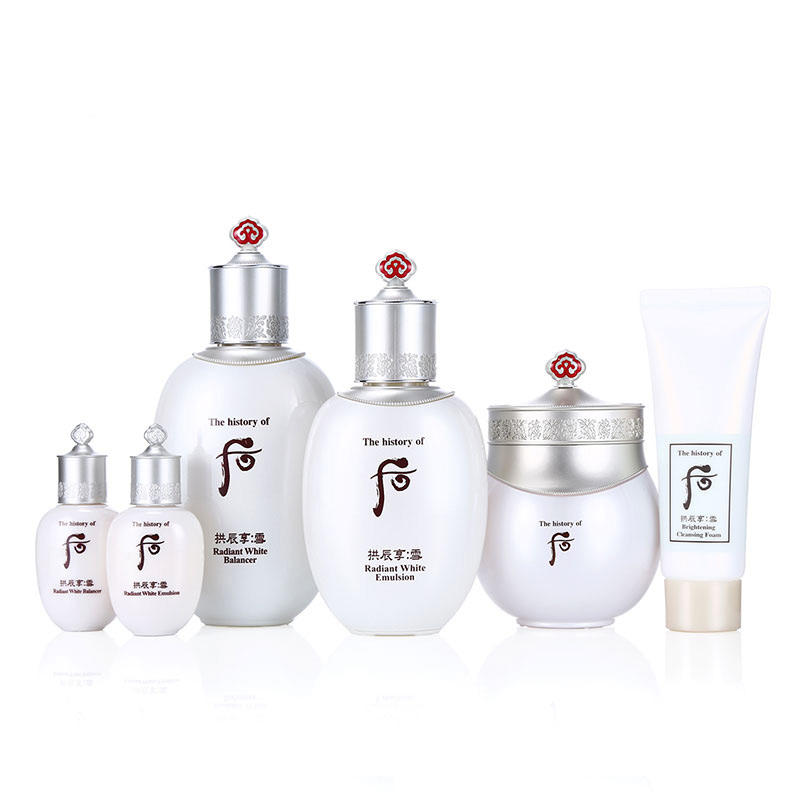 The history of
后
拱辰享:雪
Radiant White Balancer
The history of
后
拱辰享:雪
Radiant White Emulsion
The history of
后
拱辰享:雪
Radiant White
Balancer
The history of
后
拱辰享:雪
Radiant White
Emulsion
The history of
后
The history of
后
拱辰享:雪
Brightening
Cleansing Foam